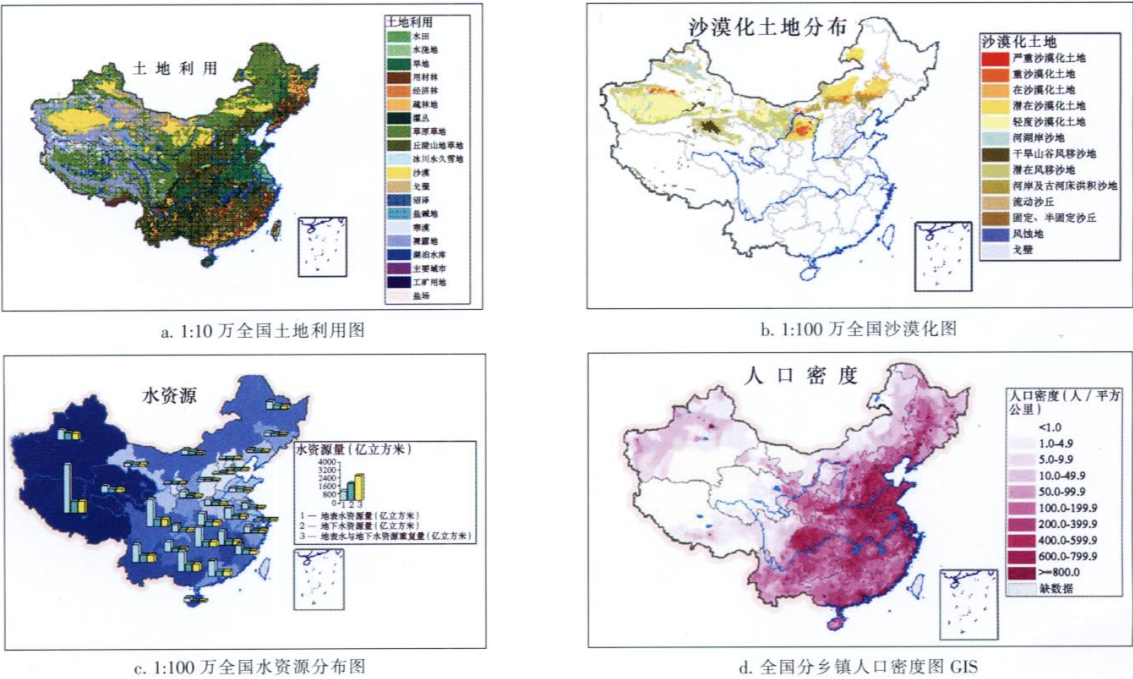 土地利用
土地利用
水田
水浇地
旱地
用材林
经济林
疏林地
灌丛
草原草地
丘陵山地草地
冰川永久雪地
沙漠
戈壁
沼泽
盐碱地
寒漠
裸露地
湖泊水库
主要城市
工矿用地
盐场
a. 1:10 万全国土地利用图
沙漠化土地分布
沙漠化土地
严重沙漠化土地
重沙漠化土地
在沙漠化土地
潜在沙漠化土地
轻度沙漠化土地
河湖岸沙地
干旱山谷风移沙地
潜在风移沙地
河岸及古河床洪积沙地
流动沙丘
固定、半固定沙丘
风蚀地
戈壁
b. 1:100 万全国沙漠化图
水资源
水资源量(亿立方米)
4000
3200
2400
1600
800
0
1 2 3
1 — 地表水资源量(亿立方米)
2 — 地下水资源量(亿立方米)
3 — 地表水与地下水资源重复量(亿立方米)
c. 1:100 万全国水资源分布图
人口密度
人口密度(人/平方
公里)
<1.0
1.0-4.9
5.0-9.9
10.0-49.9
50.0-99.9
100.0-199.9
200.0-399.9
400.0-599.9
600.0-799.9
>=800.0
缺数据
d. 全国分乡镇人口密度图 GIS